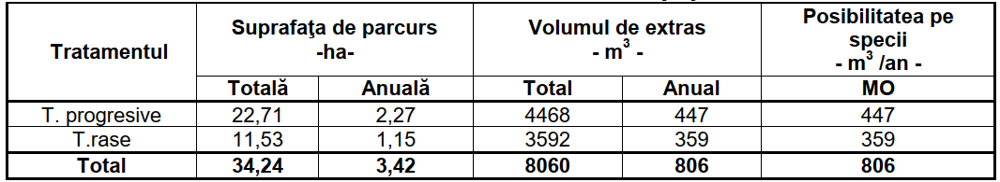 Tratamentul Suprafaţa de parcurs -ha- Volumul de extras - m³ - Posibilitatea pe specii - m³ /an -
Totală Anuală Total Anual MO
T. progresive 22,71 2,27 4468 447 447
T.rase 11,53 1,15 3592 359 359
Total 34,24 3,42 8060 806 806